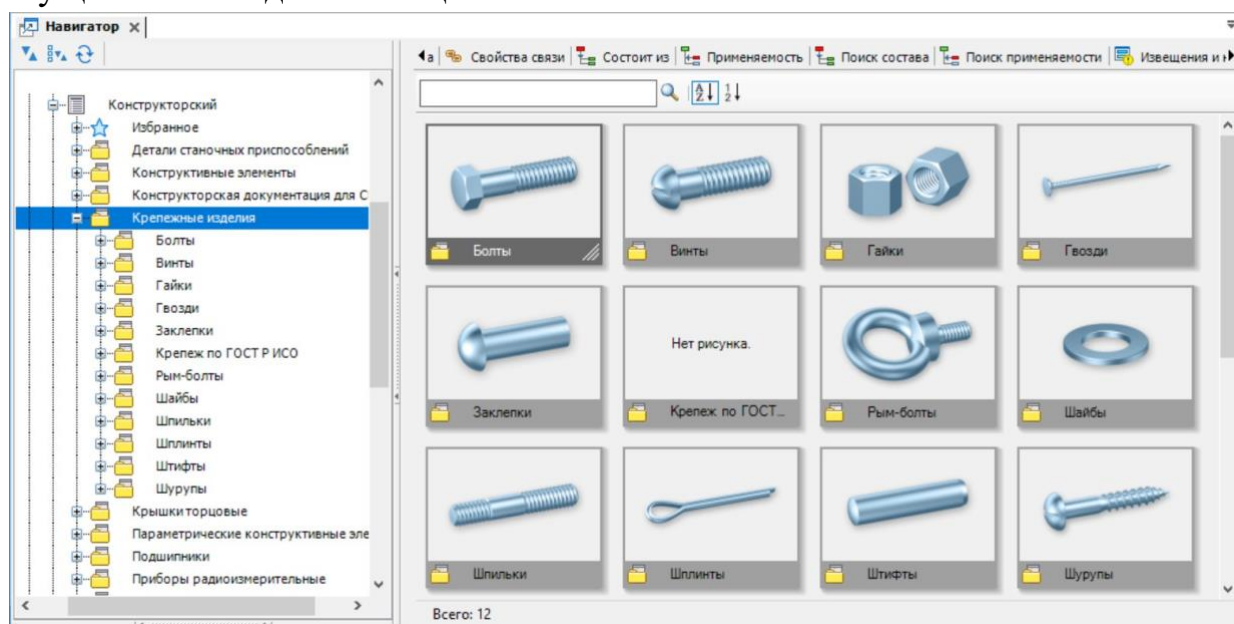 Навигатор
Конструкторский
Избранное
Детали станочных приспособлений
Конструктивные элементы
Конструкторская документация для С
Крепежные изделия
Болты
Винты
Гайки
Гвозди
Заклепки
Крепеж по ГОСТ Р ИСО
Рым-болты
Шайбы
Шпильки
Шплинты
Штифты
Шурупы
Крышки торцовые
Параметрические конструктивные эле
Подшипники
Приборы радиоизмерительные
а Свойства связи Состоит из Применяемость Поиск состава Поиск применяемости Извещения и
Болты Винты Гайки Гвозди
Нет рисунка.
Заклепки Крепеж по ГОСТ... Рым-болты Шайбы
Шпильки Шплинты Штифты Шурупы
Всего: 12